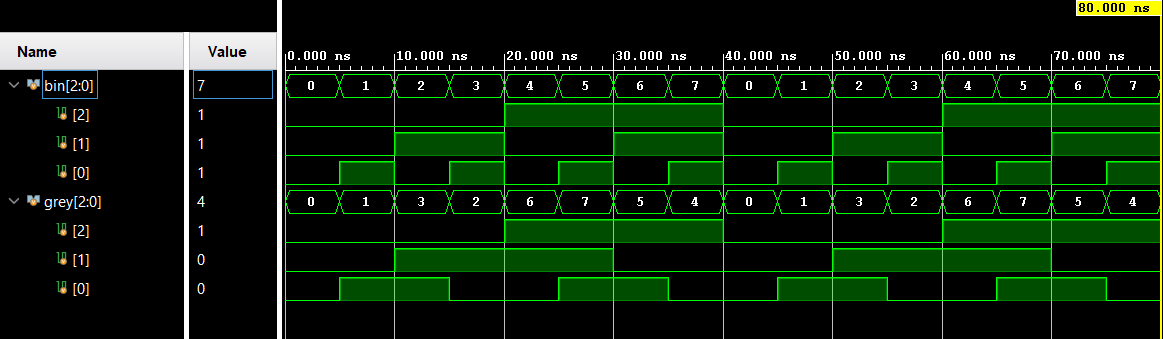 80.000 ns
Name Value
0.000 ns 10.000 ns 20.000 ns 30.000 ns 40.000 ns 50.000 ns 60.000 ns 70.000 ns
bin[2:0] 7 0 1 2 3 4 5 6 7 0 1 2 3 4 5 6 7
[2] 1
[1] 1
[0] 1
grey[2:0] 4 0 1 3 2 6 7 5 4 0 1 3 2 6 7 5 4
[2] 1
[1] 0
[0] 0